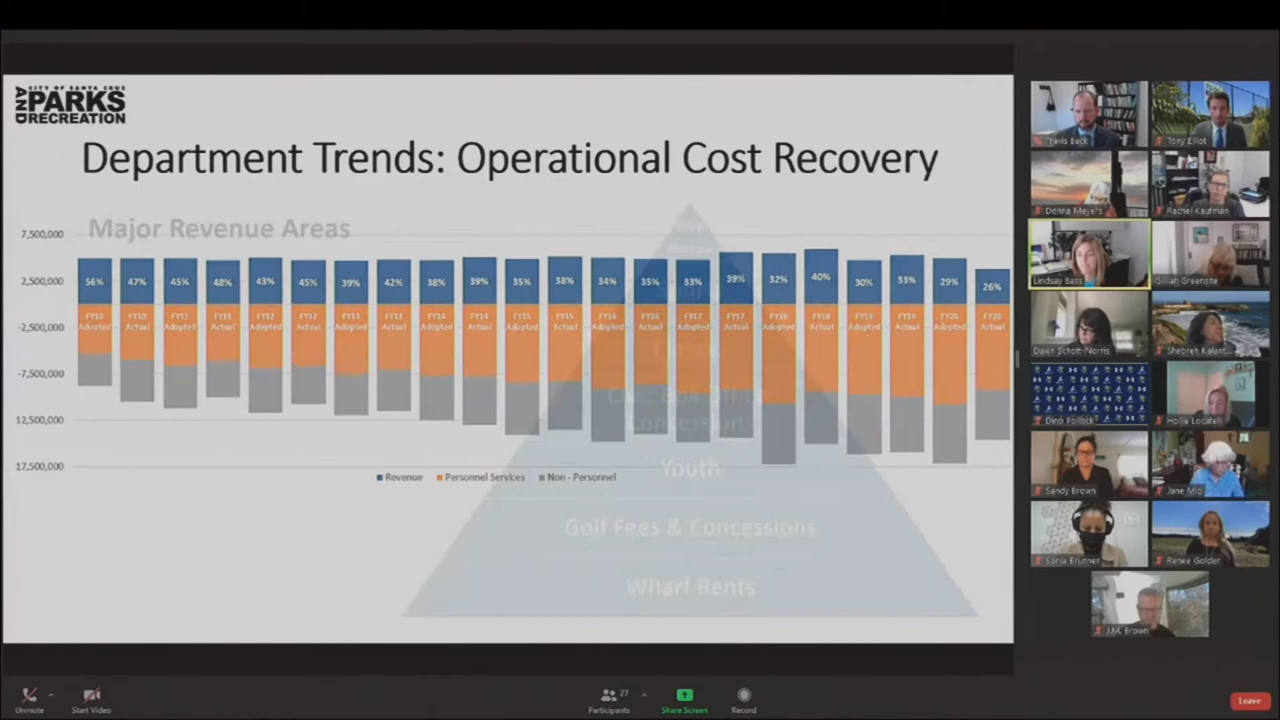 CITY OF SANTA CRUZ
PARKS
AND
RECREATION
Department Trends: Operational Cost Recovery
Major Revenue Areas
7,500,000
2,500,000
-2,500,000
-7,500,000
12,500,000
17,500,000
56% 47% 45% 48% 43% 45% 39% 42% 38% 39% 35% 38% 34% 35% 33% 39% 32% 40% 30% 33% 29% 26%
FY10 Adopted
FY10 Actual
FY11 Adopted
FY11 Actual
FY12 Adopted
FY12 Actual
FY13 Adopted
FY13 Actual
FY14 Adopted
FY14 Actual
FY15 Adopted
FY15 Actual
FY16 Adopted
FY16 Actual
FY17 Adopted
FY17 Actual
FY18 Adopted
FY18 Actual
FY19 Adopted
FY19 Actual
FY20 Adopted
FY20 Actual
Revenue Personnel Services Non - Personnel
Concession
Youth
Golf Fees & Concessions
Wharf Rents
Travis Beck
Tony Elliot
Donna Meyers
Rachel Kaufman
Lindsay Bass
Gillian Greensite
Dawn Schott-Norris
Shebreh Kalant
Dino Pollock
Hollie Locatelli
Sandy Brown
Jane Mio
Sonja Brunner
Renee Golder
J.M. Brown
Unmute
Start Video
27
Participants
Share Screen
Record
Leave